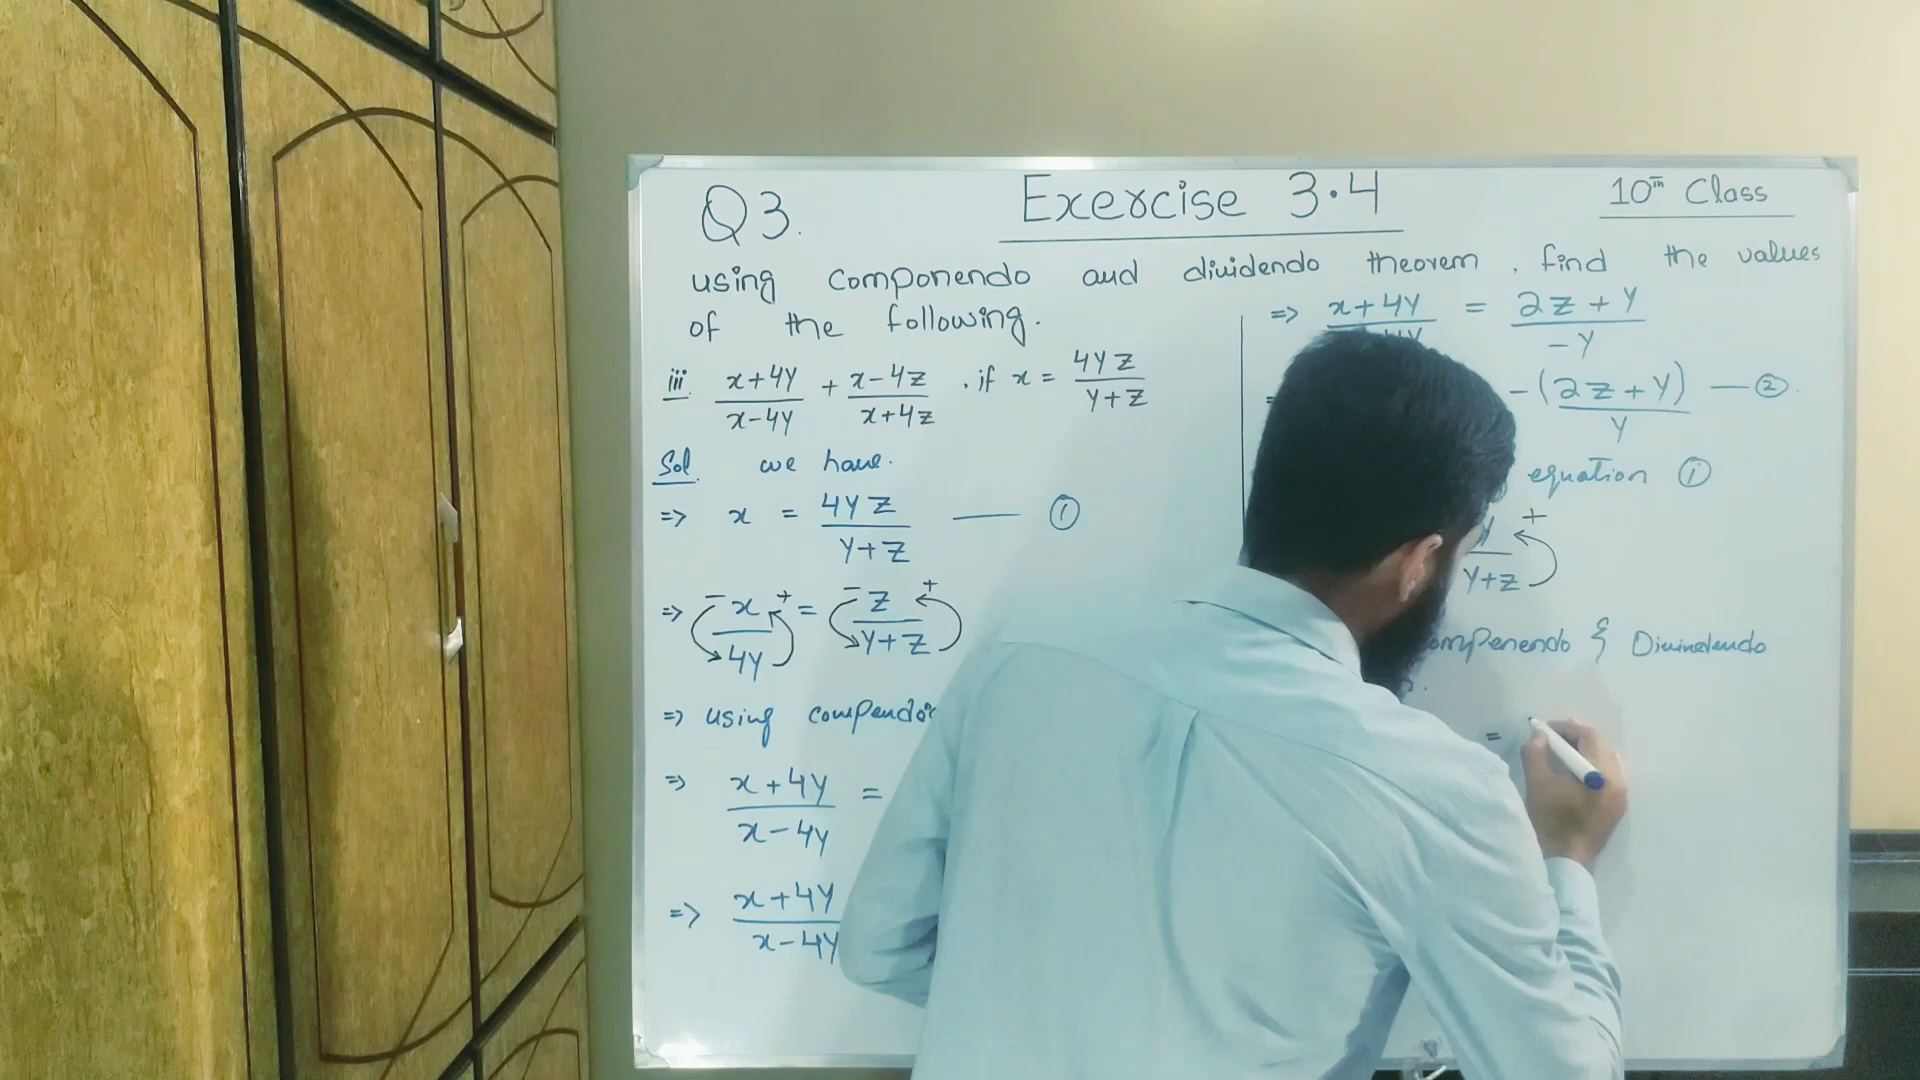 Q3. Exercise 3.4 10th Class
using componendo and dividendo theorem, find the values
of the following.
iii x+4y/x-4y + x-4z/x+4z , if x = 4yz/y+z
Sol. we have.
=> x = 4yz/y+z —— ①
=> x/4y = z/y+z
=> using
=> x+4y/x-4y =
=> x+4y/x-4y
=> x+4y = 2z+y/-y
-(2z+y)/y — ②
equation ①
y+z
& Dividendo
=